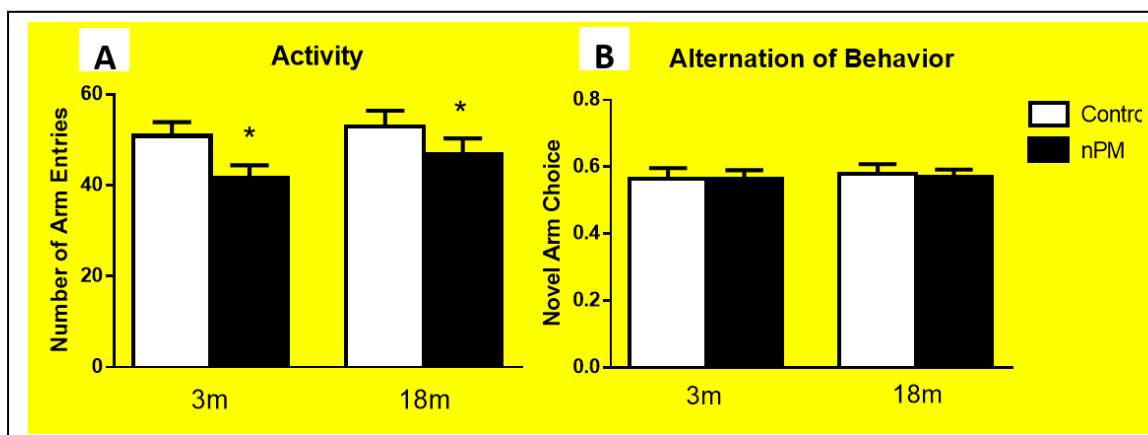 A
Activity
Number of Arm Entries
60
40
20
0
*
*
3m
18m
B
Alternation of Behavior
Novel Arm Choice
0.8
0.6
0.4
0.2
0.0
3m
18m
Contro
nPM